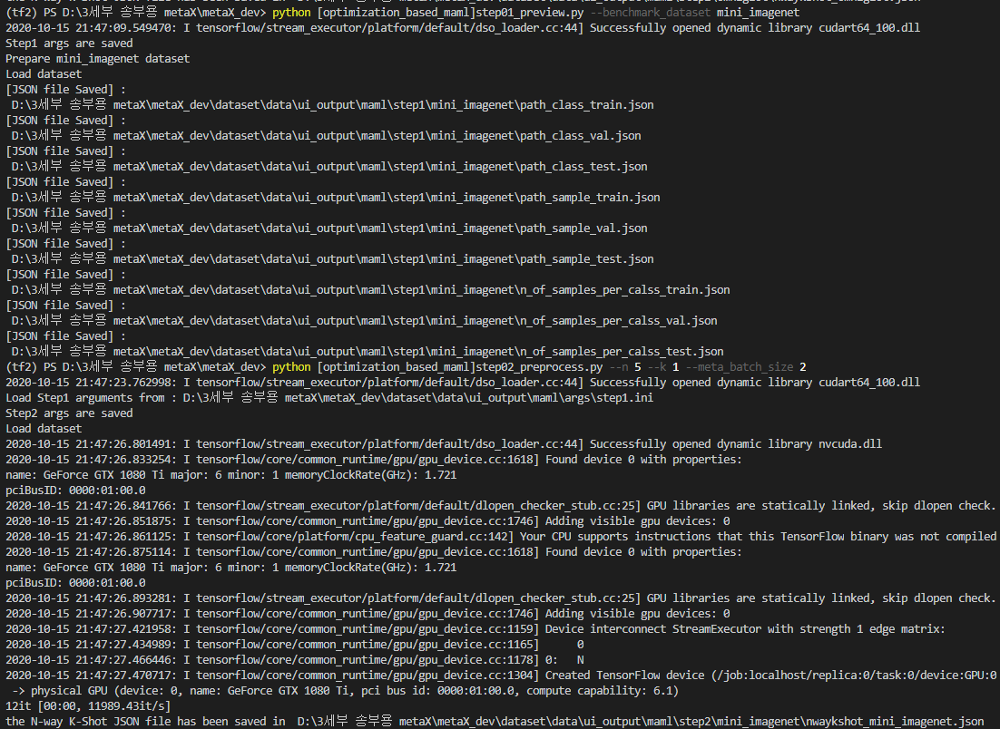 (tf2) PS D:\3세부 송부용 metaX\metaX_dev> python [optimization_based_maml]step01_preview.py --benchmark_dataset mini_imagenet
2020-10-15 21:47:09.549470: I tensorflow/stream_executor/platform/default/dso_loader.cc:44] Successfully opened dynamic library cudart64_100.dll
Step1 args are saved
Prepare mini_imagenet dataset
Load dataset
[JSON file Saved] :
D:\3세부 송부용 metaX\metaX_dev\dataset\data\ui_output\maml\step1\mini_imagenet\path_class_train.json
[JSON file Saved] :
D:\3세부 송부용 metaX\metaX_dev\dataset\data\ui_output\maml\step1\mini_imagenet\path_class_val.json
[JSON file Saved] :
D:\3세부 송부용 metaX\metaX_dev\dataset\data\ui_output\maml\step1\mini_imagenet\path_class_test.json
[JSON file Saved] :
D:\3세부 송부용 metaX\metaX_dev\dataset\data\ui_output\maml\step1\mini_imagenet\path_sample_train.json
[JSON file Saved] :
D:\3세부 송부용 metaX\metaX_dev\dataset\data\ui_output\maml\step1\mini_imagenet\path_sample_val.json
[JSON file Saved] :
D:\3세부 송부용 metaX\metaX_dev\dataset\data\ui_output\maml\step1\mini_imagenet\path_sample_test.json
[JSON file Saved] :
D:\3세부 송부용 metaX\metaX_dev\dataset\data\ui_output\maml\step1\mini_imagenet\n_of_samples_per_calss_train.json
[JSON file Saved] :
D:\3세부 송부용 metaX\metaX_dev\dataset\data\ui_output\maml\step1\mini_imagenet\n_of_samples_per_calss_val.json
[JSON file Saved] :
D:\3세부 송부용 metaX\metaX_dev\dataset\data\ui_output\maml\step1\mini_imagenet\n_of_samples_per_calss_test.json
(tf2) PS D:\3세부 송부용 metaX\metaX_dev> python [optimization_based_maml]step02_preprocess.py --n 5 --k 1 --meta_batch_size 2
2020-10-15 21:47:23.762998: I tensorflow/stream_executor/platform/default/dso_loader.cc:44] Successfully opened dynamic library cudart64_100.dll
Load Step1 arguments from : D:\3세부 송부용 metaX\metaX_dev\dataset\data\ui_output\maml\args\step1.ini
Step2 args are saved
Load dataset
2020-10-15 21:47:26.801491: I tensorflow/stream_executor/platform/default/dso_loader.cc:44] Successfully opened dynamic library nvcuda.dll
2020-10-15 21:47:26.833254: I tensorflow/core/common_runtime/gpu/gpu_device.cc:1618] Found device 0 with properties:
name: GeForce GTX 1080 Ti major: 6 minor: 1 memoryClockRate(GHz): 1.721
pciBusID: 0000:01:00.0
2020-10-15 21:47:26.841766: I tensorflow/stream_executor/platform/default/dlopen_checker_stub.cc:25] GPU libraries are statically linked, skip dlopen check.
2020-10-15 21:47:26.851875: I tensorflow/core/common_runtime/gpu/gpu_device.cc:1746] Adding visible gpu devices: 0
2020-10-15 21:47:26.861125: I tensorflow/core/platform/cpu_feature_guard.cc:142] Your CPU supports instructions that this TensorFlow binary was not compiled
2020-10-15 21:47:26.875114: I tensorflow/core/common_runtime/gpu/gpu_device.cc:1618] Found device 0 with properties:
name: GeForce GTX 1080 Ti major: 6 minor: 1 memoryClockRate(GHz): 1.721
pciBusID: 0000:01:00.0
2020-10-15 21:47:26.893281: I tensorflow/stream_executor/platform/default/dlopen_checker_stub.cc:25] GPU libraries are statically linked, skip dlopen check.
2020-10-15 21:47:26.907717: I tensorflow/core/common_runtime/gpu/gpu_device.cc:1746] Adding visible gpu devices: 0
2020-10-15 21:47:27.421958: I tensorflow/core/common_runtime/gpu/gpu_device.cc:1159] Device interconnect StreamExecutor with strength 1 edge matrix:
2020-10-15 21:47:27.434989: I tensorflow/core/common_runtime/gpu/gpu_device.cc:1165]      0
2020-10-15 21:47:27.466446: I tensorflow/core/common_runtime/gpu/gpu_device.cc:1178] 0:   N
2020-10-15 21:47:27.470717: I tensorflow/core/common_runtime/gpu/gpu_device.cc:1304] Created TensorFlow device (/job:localhost/replica:0/task:0/device:GPU:0
-> physical GPU (device: 0, name: GeForce GTX 1080 Ti, pci bus id: 0000:01:00.0, compute capability: 6.1)
12it [00:00, 11989.43it/s]
the N-way K-Shot JSON file has been saved in  D:\3세부 송부용 metaX\metaX_dev\dataset\data\ui_output\maml\step2\mini_imagenet\nwaykshot_mini_imagenet.json